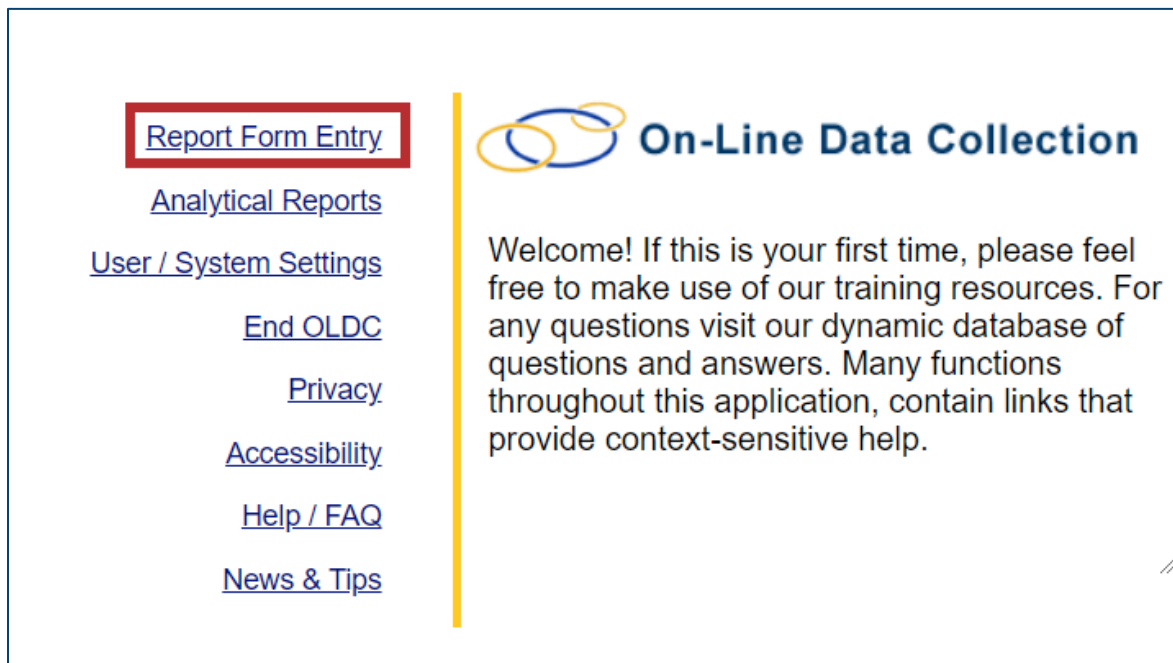 Report Form Entry
Analytical Reports
User / System Settings
End OLDC
Privacy
Accessibility
Help / FAQ
News & Tips
On-Line Data Collection
Welcome! If this is your first time, please feel
free to make use of our training resources. For
any questions visit our dynamic database of
questions and answers. Many functions
throughout this application, contain links that
provide context-sensitive help.